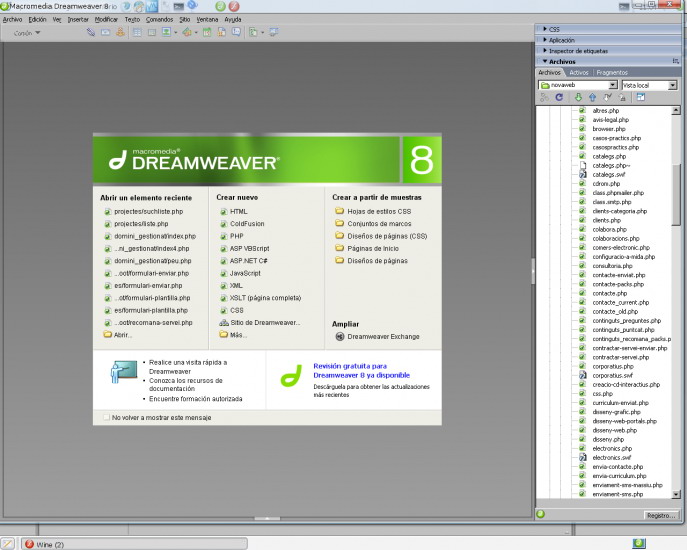 Macromedia Dreamweaver 8
Archivo Edición Ver Insertar Modificar Texto Comandos Sitio Ventana Ayuda
Común
CSS
Aplicación
Inspector de etiquetas
Archivos
Archivos Activos Fragmentos
novaweb Vista local
macromedia®
DREAMWEAVER® 8
Abrir un elemento reciente
projectes/suchliste.php
projectes/liste.php
domini_gestionat/index.php
...ni_gestionat/index4.php
domini_gestionat/peu.php
...oot/formulari-enviar.php
es/formulari-enviar.php
...ot/formulari-plantilla.php
es/formulari-plantilla.php
...oot/recomana-servei.php
Abrir...
Crear nuevo
HTML
ColdFusion
PHP
ASP VBScript
ASP.NET C#
JavaScript
XML
XSLT (página completa)
CSS
Sitio de Dreamweaver...
Más...
Crear a partir de muestras
Hojas de estilos CSS
Conjuntos de marcos
Diseños de páginas (CSS)
Páginas de Inicio
Diseños de páginas
Ampliar
Dreamweaver Exchange
• Realice una visita rápida a
Dreamweaver
• Conozca los recursos de
documentación
• Encuentre formación autorizada
Revisión gratuita para
Dreamweaver 8 ya disponible
Descárguela para obtener las actualizaciones
más recientes
No volver a mostrar este mensaje
altres.php
avis-legal.php
browser.php
casos-practics.php
casospractics.php
catalegs.php
catalegs.php~
catalegs.swf
cdrom.php
class.phpmailer.php
class.smtp.php
clients-categoria.php
clients.php
colabora.php
colaboracions.php
comerç-electronic.php
configuracio-a-mida.php
consultoria.php
contacte-enviat.php
contacte-packs.php
contacte.php
contacte_current.php
contacte_old.php
continguts_preguntes.php
continguts_puntcat.php
continguts_recomana_packs.p
contractar-servei-enviar.php
contractar-servei.php
corporatius.php
corporatius.swf
creacio-cd-interactius.php
css.php
curriculum-enviat.php
disseny-grafic.php
disseny-web-portals.php
disseny-web.php
disseny.php
electronics.php
electronics.swf
envia-contacte.php
envia-curriculum.php
enviament-sms-massiu.php
enviament-sms.php
Registro...
Wine (2)